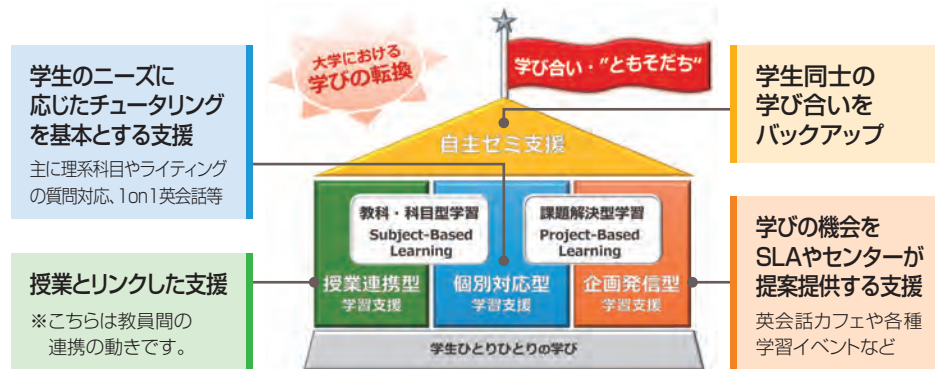 学生のニーズに
応じたチュータリング
を基本とする支援
主に理系科目やライティング
の質問対応、1on1英会話等
授業とリンクした支援
※こちらは教員間の
連携の動きです。
大学における
学びの転換
学び合い・"ともそだち"
自主ゼミ支援
教科・科目型学習
Subject-Based
Learning
課題解決型学習
Project-Based
Learning
授業連携型
学習支援
個別対応型
学習支援
企画発信型
学習支援
学生ひとりひとりの学び
学生同士の
学び合いを
バックアップ
学びの機会を
SLAやセンターが
提案提供する支援
英会話カフェや各種
学習イベントなど